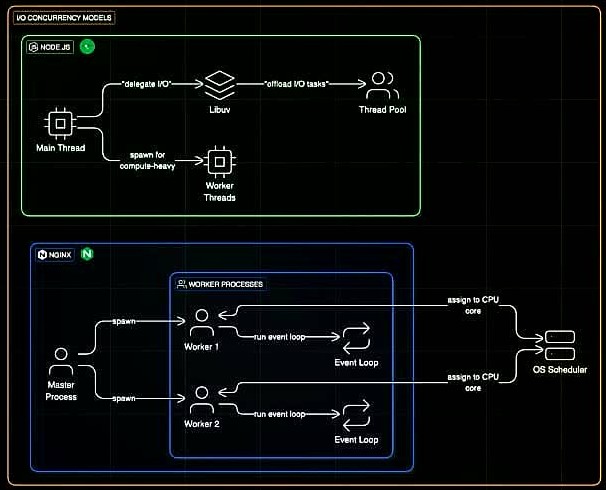 I/O CONCURRENCY MODELS
NODE JS
"delegate I/O"
"offload I/O tasks"
Libuv
Thread Pool
Main Thread
spawn for
compute-heavy
Worker
Threads
NGINX
WORKER PROCESSES
assign to CPU
core
spawn
Worker 1
run event loop
Event Loop
OS Scheduler
Master
Process
assign to CPU
core
spawn
Worker 2
run event loop
Event Loop